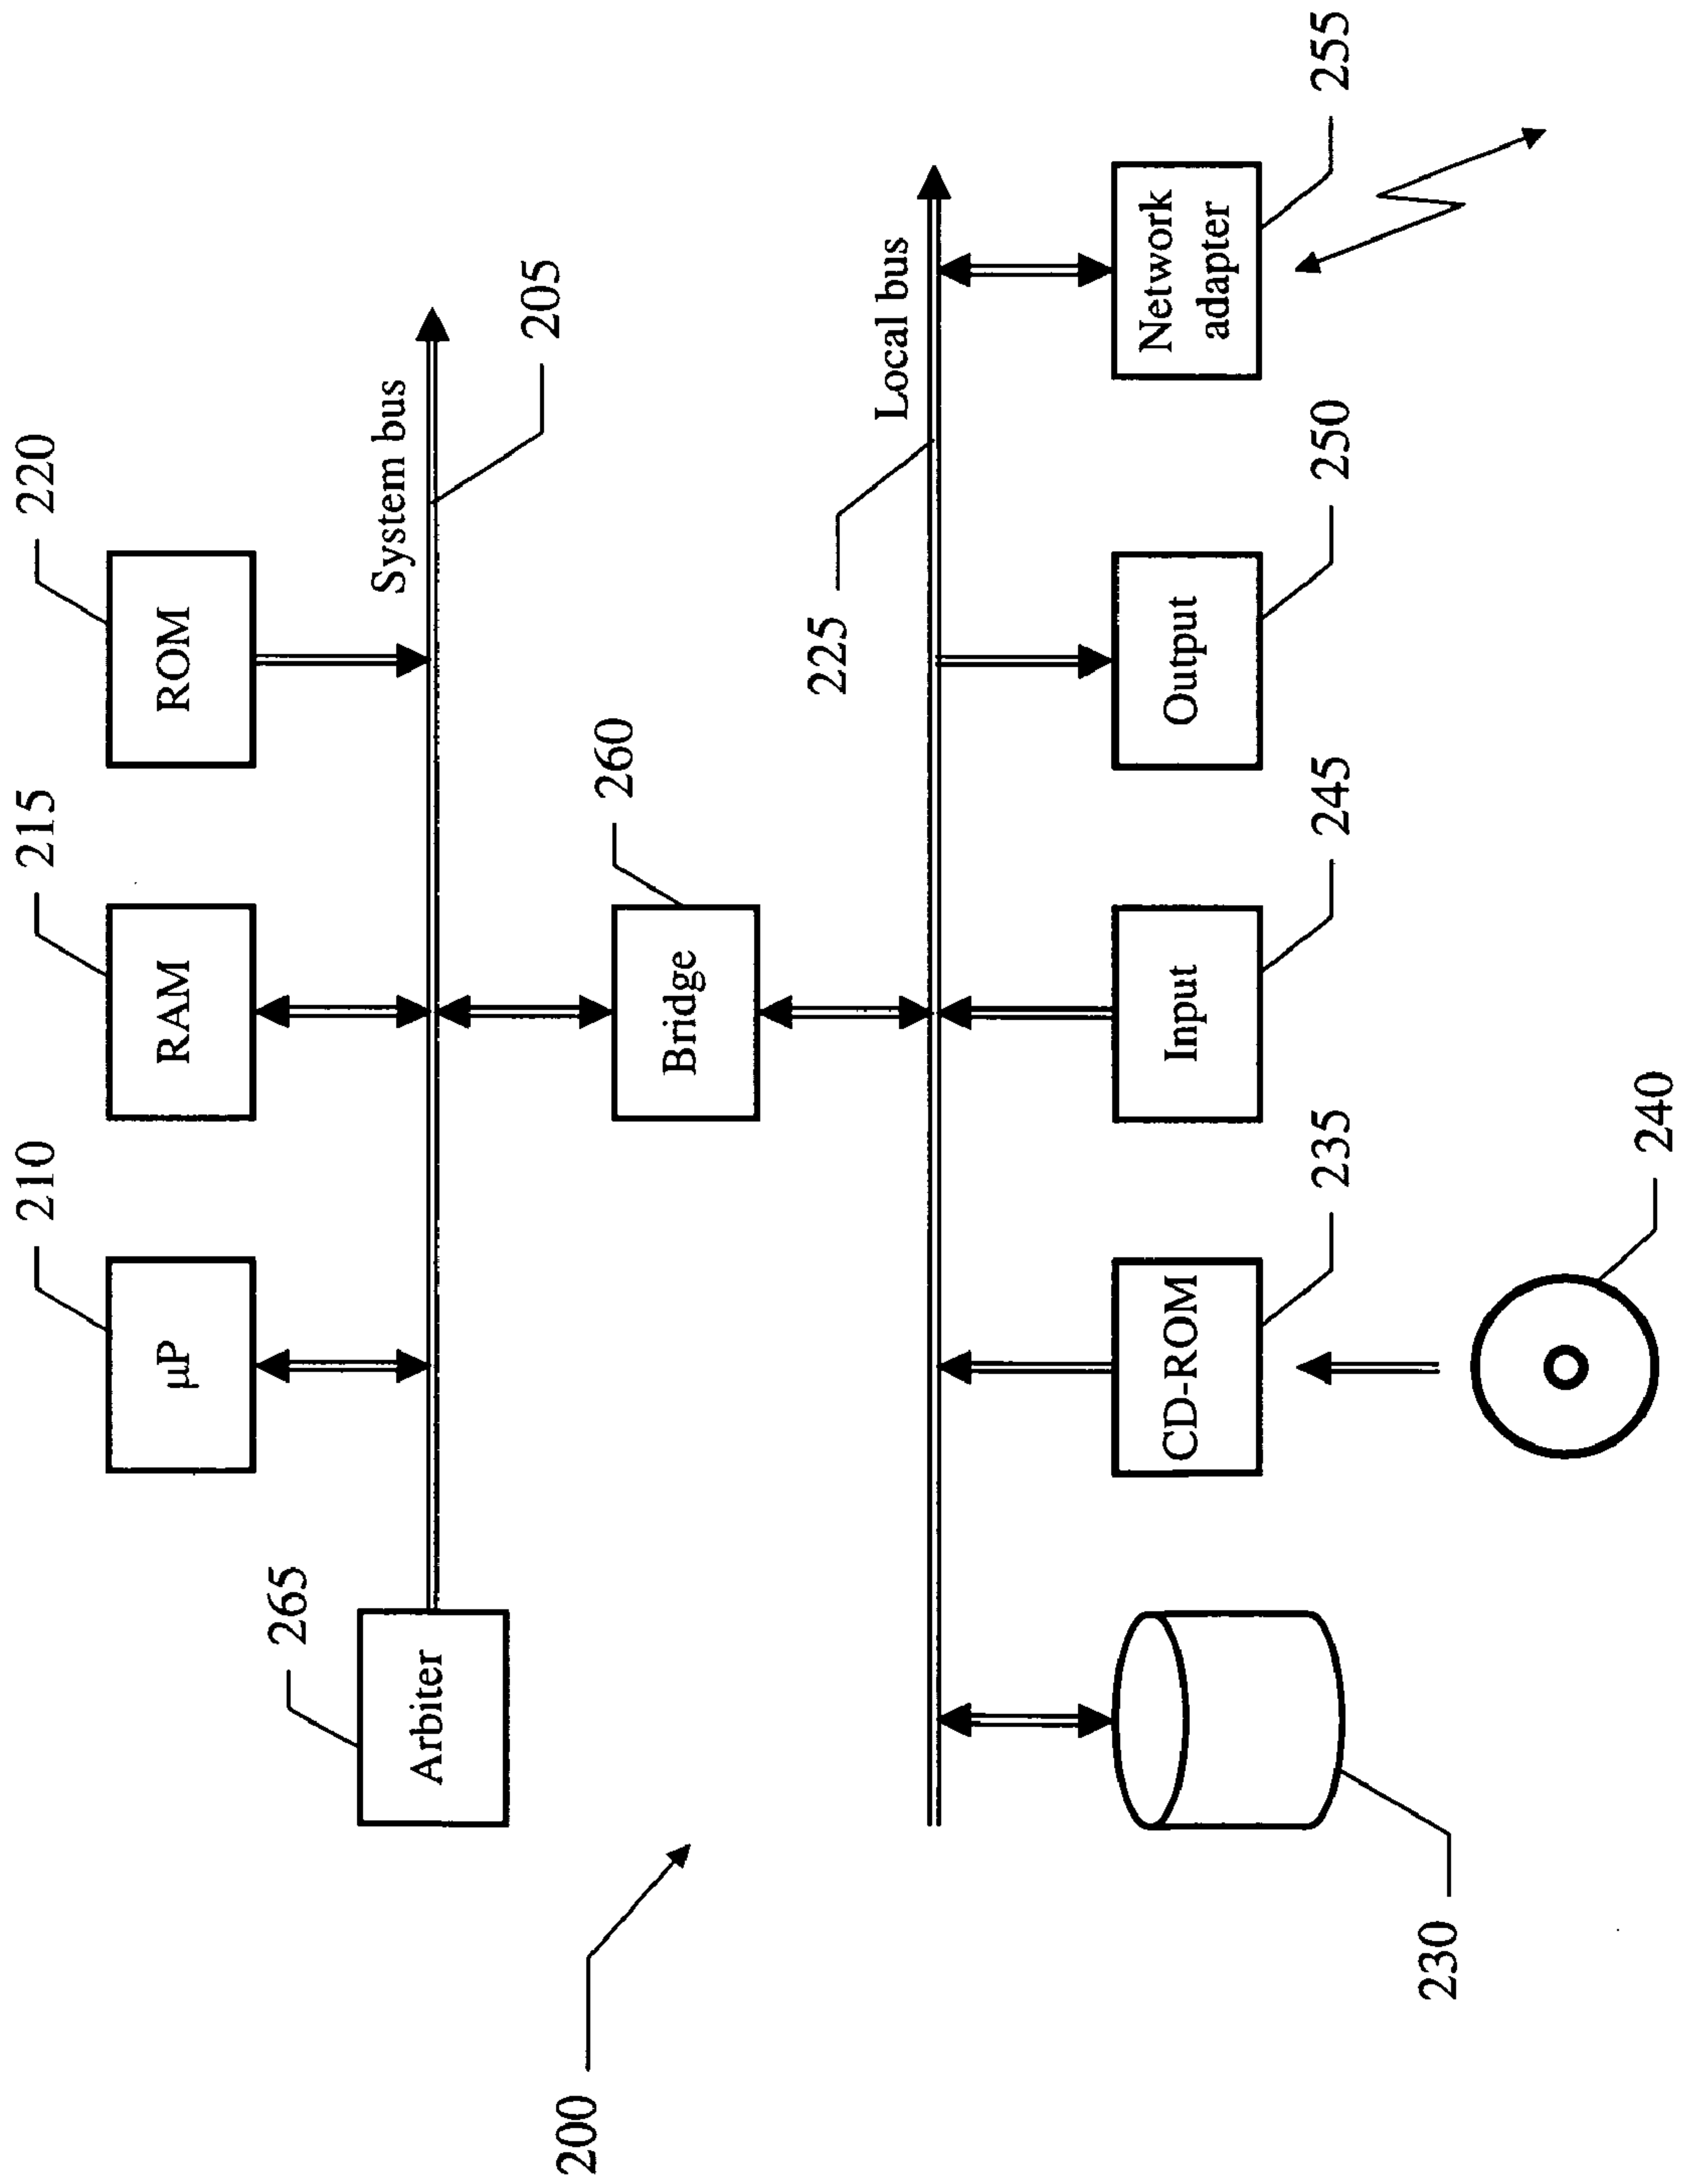 210
215
220
μP
RAM
ROM
265
System bus
205
Arbiter
260
Bridge
200
225
Local bus
CD-ROM
Input
Output
Network
adapter
235
245
250
255
230
240